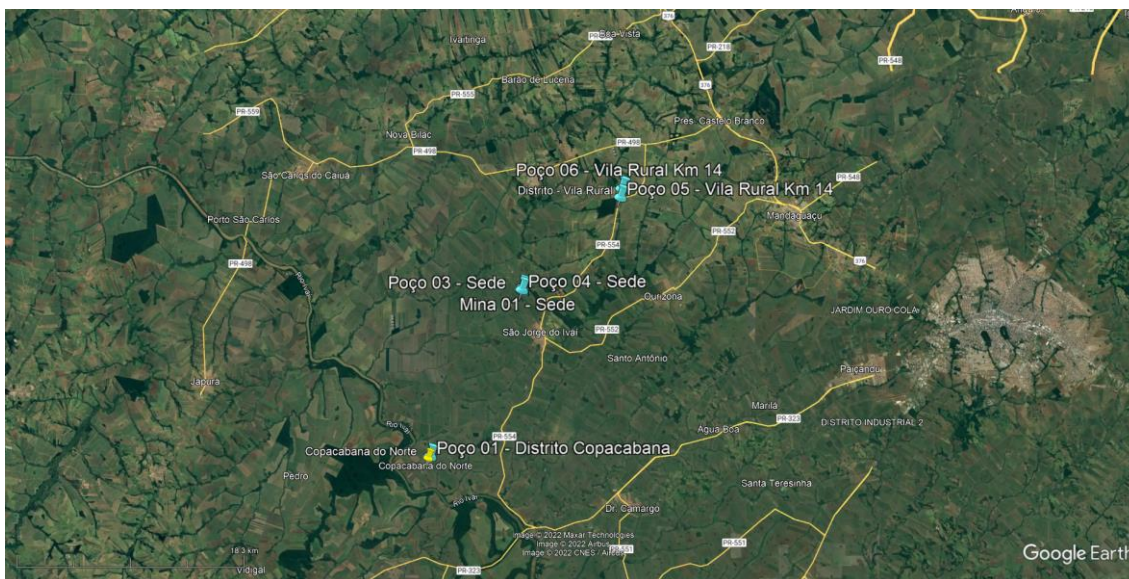 376
Ivaitinga
Boa Vista
PR-218
PR-548
Barão de Lucena
PR-555
PR-559
Pres. Castelo Branco
Nova Bilac
PR-498
PR-498
Poço 06 - Vila Rural Km 14
PR-548
São Carlos do Caiuá
Distrito - Vila Rural
Poço 05 - Vila Rural Km 14
Porto São Carlos
Mandaguaçu
PR-552
PR-554
PR-498
376
Rio Ivaí
Poço 03 - Sede
Poço 04 - Sede
Mina 01 - Sede
Ourizona
JARDIM OURO COLA
São Jorge do Ivaí
PR-552
Santo Antônio
Paiçandu
Japurá
Marilá
PR-323
DISTRITO INDUSTRIAL 2
Rio Ivaí
Água Boa
PR-554
Copacabana do Norte
Poço 01 - Distrito Copacabana
Copacabana do Norte
Pedro
Santa Teresinha
Rio Ivaí
Dr. Camargo
Image © 2022 Maxar Technologies
Image © 2022 Airbus
Image © 2022 CNES / Airbus
PR-551
PR-551
18.3 km
Vidigal
PR-323
Google Earth